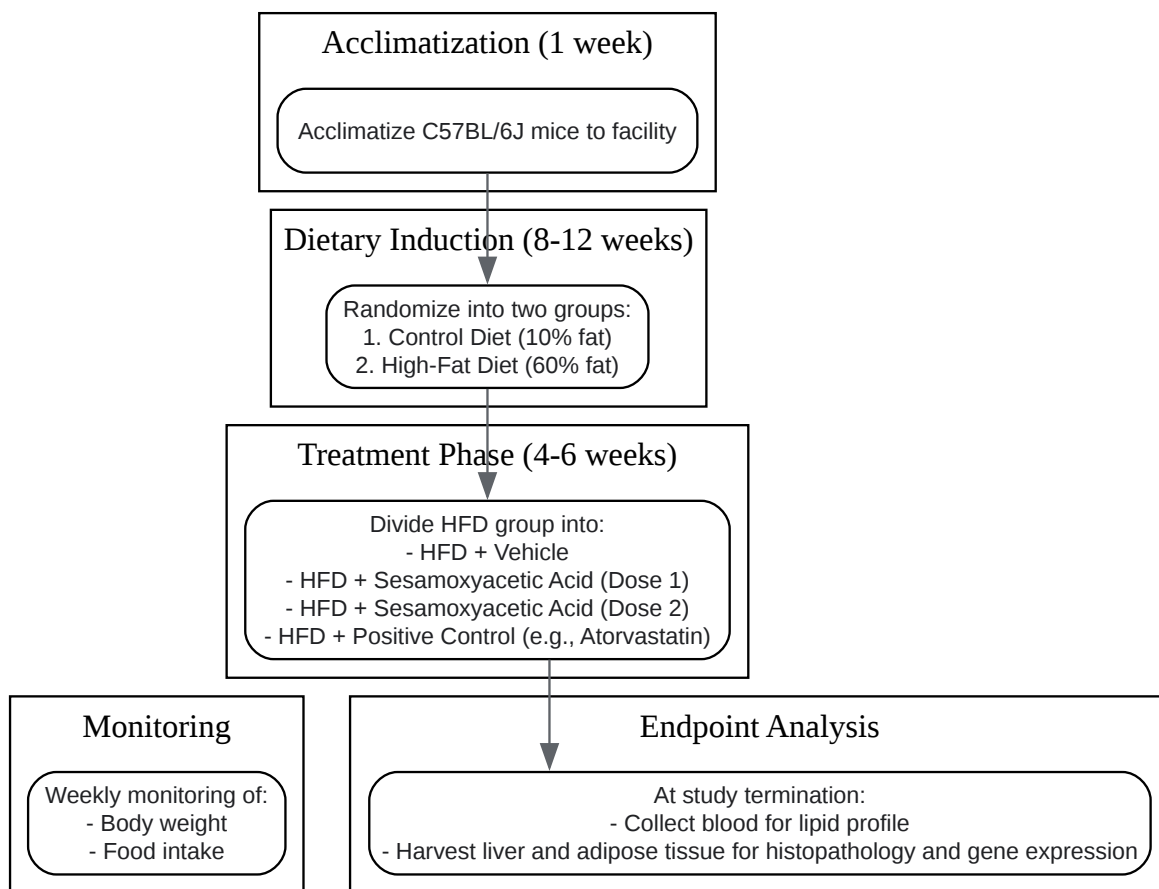 Acclimatization (1 week)
Acclimatize C57BL/6J mice to facility
Dietary Induction (8-12 weeks)
Randomize into two groups:
1. Control Diet (10% fat)
2. High-Fat Diet (60% fat)
Treatment Phase (4-6 weeks)
Divide HFD group into:
- HFD + Vehicle
- HFD + Sesamoxyacetic Acid (Dose 1)
- HFD + Sesamoxyacetic Acid (Dose 2)
- HFD + Positive Control (e.g., Atorvastatin)
Monitoring
Weekly monitoring of:
- Body weight
- Food intake
Endpoint Analysis
At study termination:
- Collect blood for lipid profile
- Harvest liver and adipose tissue for histopathology and gene expression